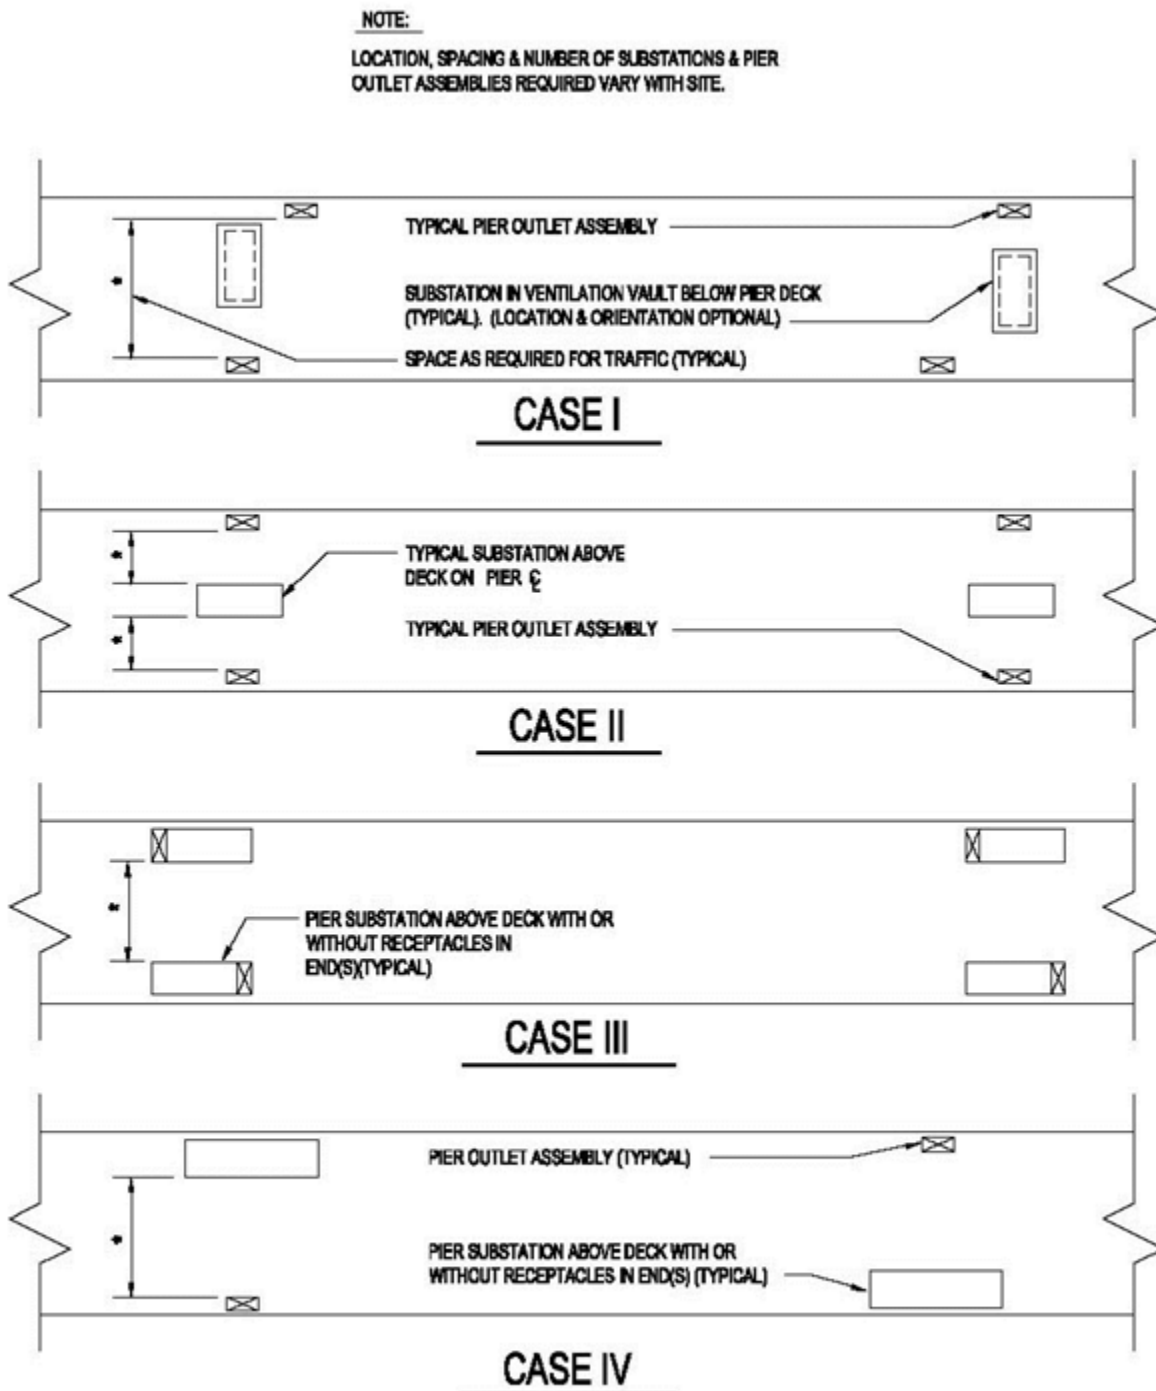 NOTE:
LOCATION, SPACING & NUMBER OF SUBSTATIONS & PIER
OUTLET ASSEMBLIES REQUIRED VARY WITH SITE.
TYPICAL PIER OUTLET ASSEMBLY
SUBSTATION IN VENTILATION VAULT BELOW PIER DECK
(TYPICAL). (LOCATION & ORIENTATION OPTIONAL)
*
SPACE AS REQUIRED FOR TRAFFIC (TYPICAL)
CASE I
*
TYPICAL SUBSTATION ABOVE
DECK ON PIER ℄
*
TYPICAL PIER OUTLET ASSEMBLY
CASE II
*
PIER SUBSTATION ABOVE DECK WITH OR
WITHOUT RECEPTACLES IN
END(S)(TYPICAL)
CASE III
PIER OUTLET ASSEMBLY (TYPICAL)
*
PIER SUBSTATION ABOVE DECK WITH OR
WITHOUT RECEPTACLES IN END(S) (TYPICAL)
CASE IV